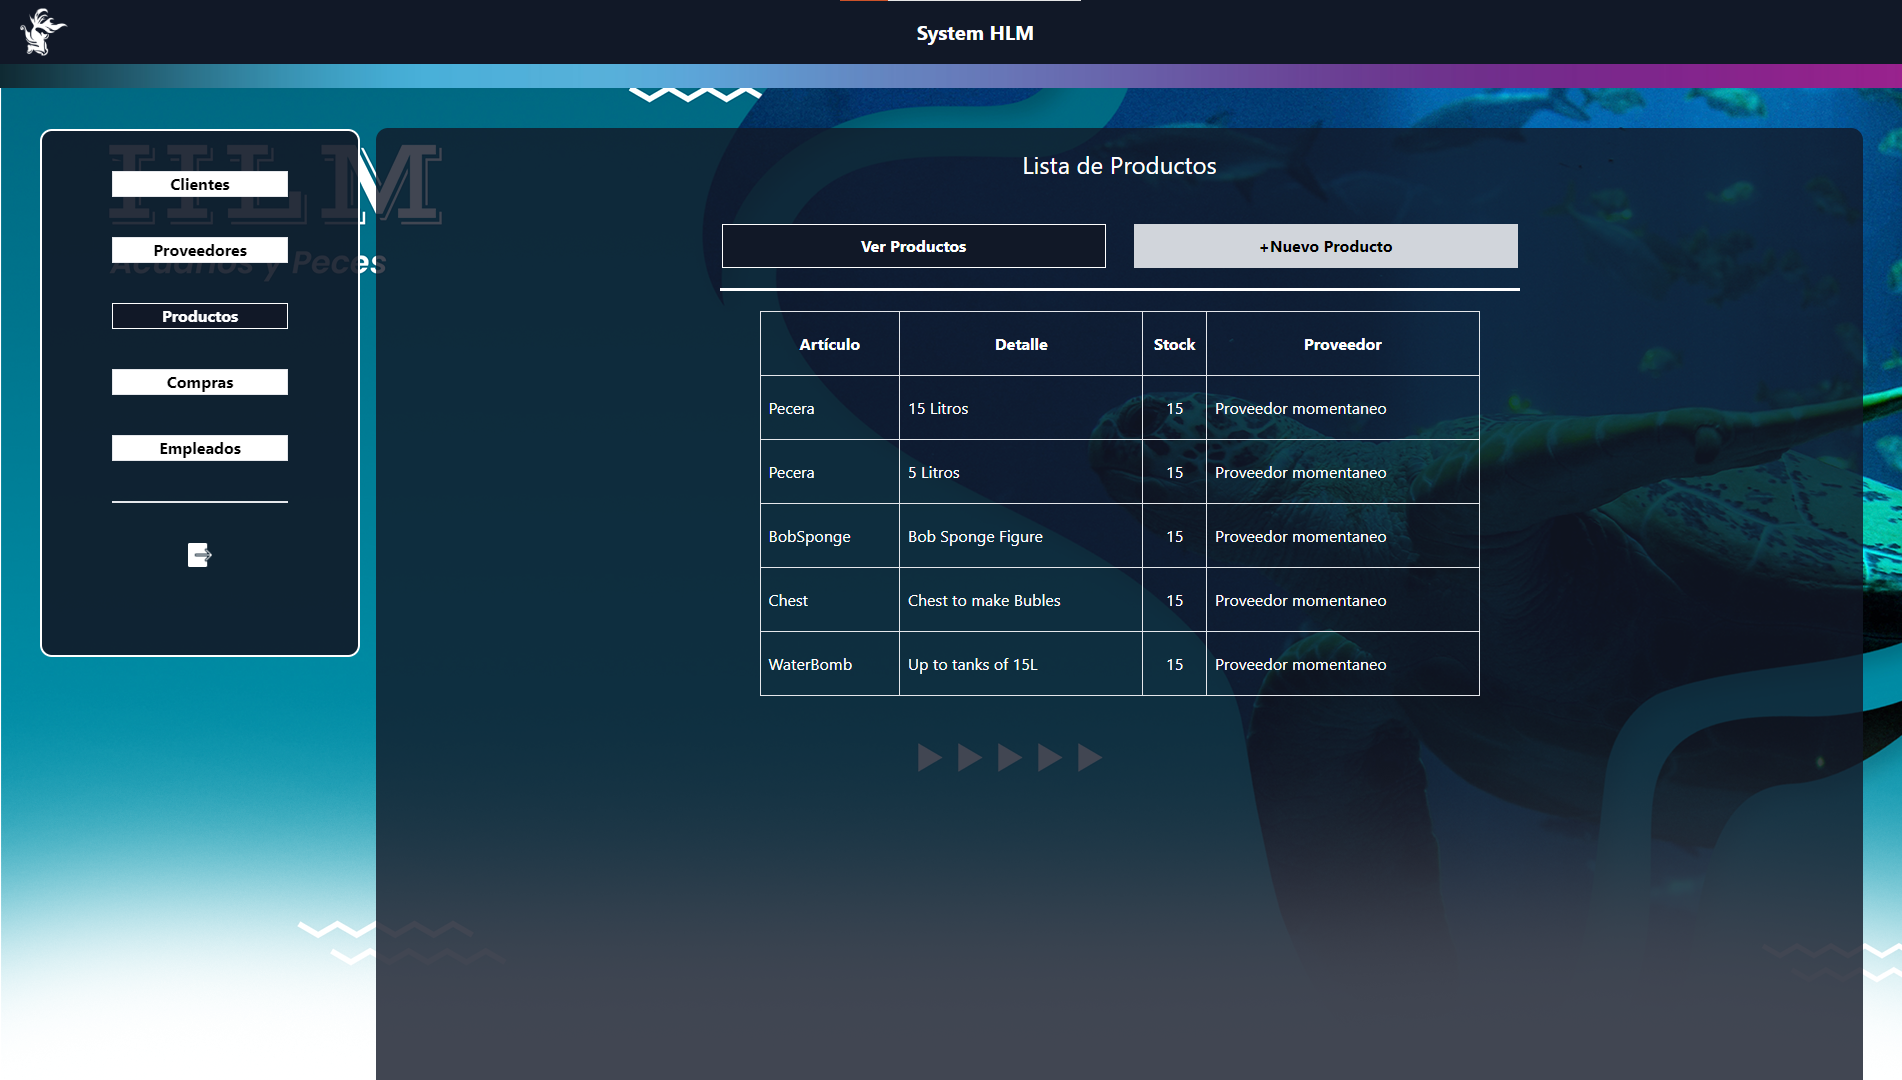 System HLM
HLM
Acuarios y Peces
Clientes
Proveedores
Productos
Compras
Empleados
Lista de Productos
Ver Productos
+Nuevo Producto
Artículo Detalle Stock Proveedor
Pecera 15 Litros 15 Proveedor momentaneo
Pecera 5 Litros 15 Proveedor momentaneo
BobSponge Bob Sponge Figure 15 Proveedor momentaneo
Chest Chest to make Bubles 15 Proveedor momentaneo
WaterBomb Up to tanks of 15L 15 Proveedor momentaneo